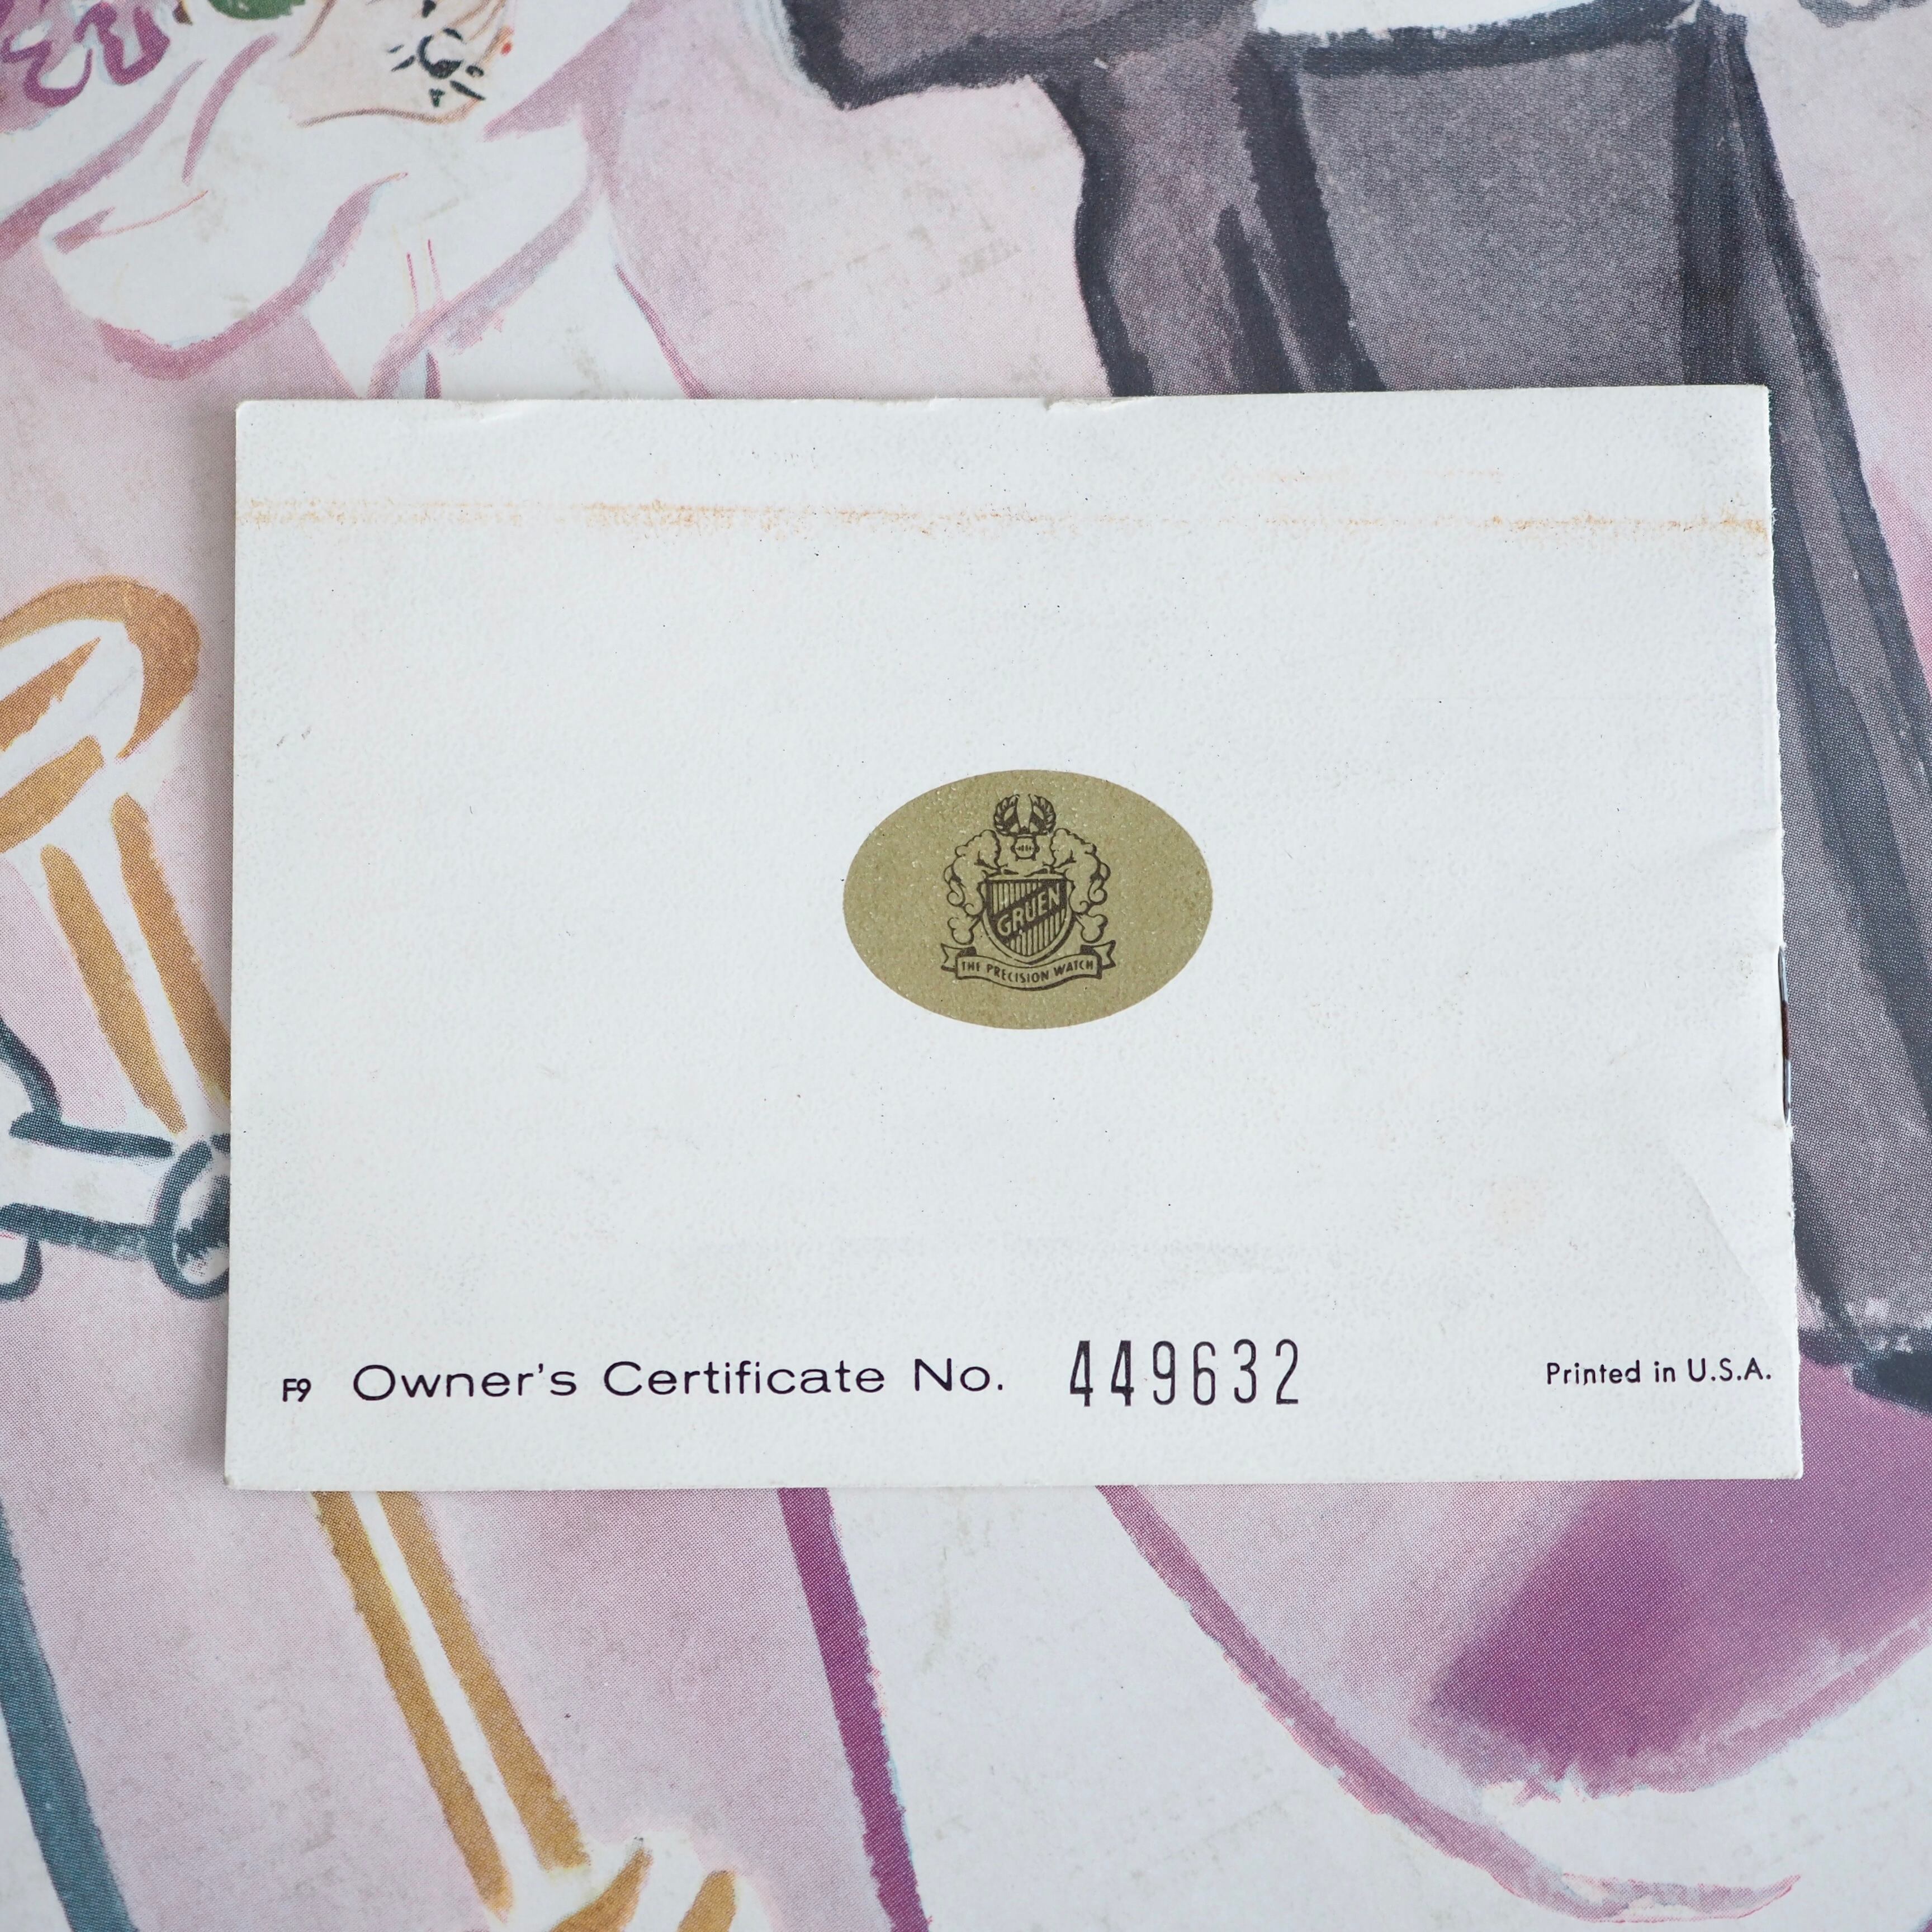 GRUEN
THE PRECISION WATCH
F9 Owner's Certificate No. 449632 Printed in U.S.A.